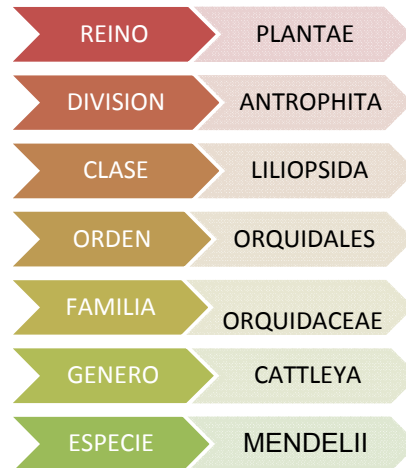 REINO PLANTAE
DIVISION ANTROPHITA
CLASE LILIOPSIDA
ORDEN ORQUIDALES
FAMILIA ORQUIDACEAE
GENERO CATTLEYA
ESPECIE MENDELII